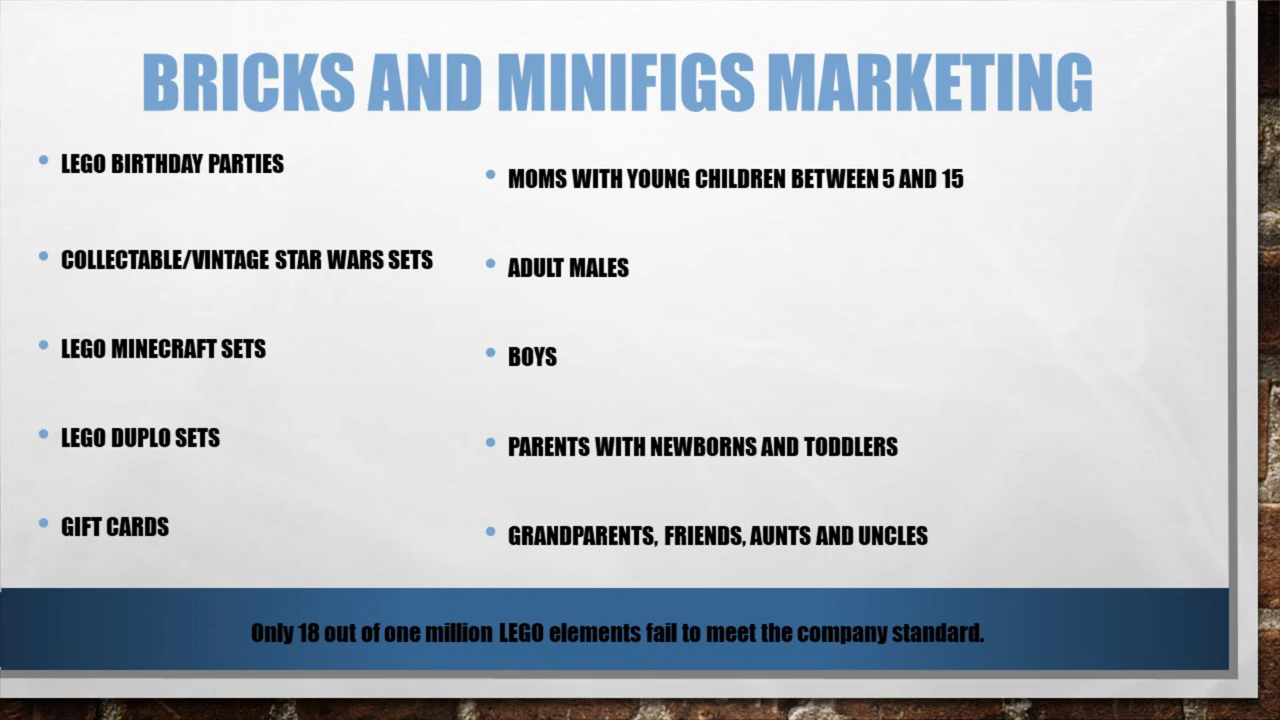 BRICKS AND MINIFIGS MARKETING
• LEGO BIRTHDAY PARTIES
• COLLECTABLE/VINTAGE STAR WARS SETS
• LEGO MINECRAFT SETS
• LEGO DUPLO SETS
• GIFT CARDS
• MOMS WITH YOUNG CHILDREN BETWEEN 5 AND 15
• ADULT MALES
• BOYS
• PARENTS WITH NEWBORNS AND TODDLERS
• GRANDPARENTS, FRIENDS, AUNTS AND UNCLES
Only 18 out of one million LEGO elements fail to meet the company standard.